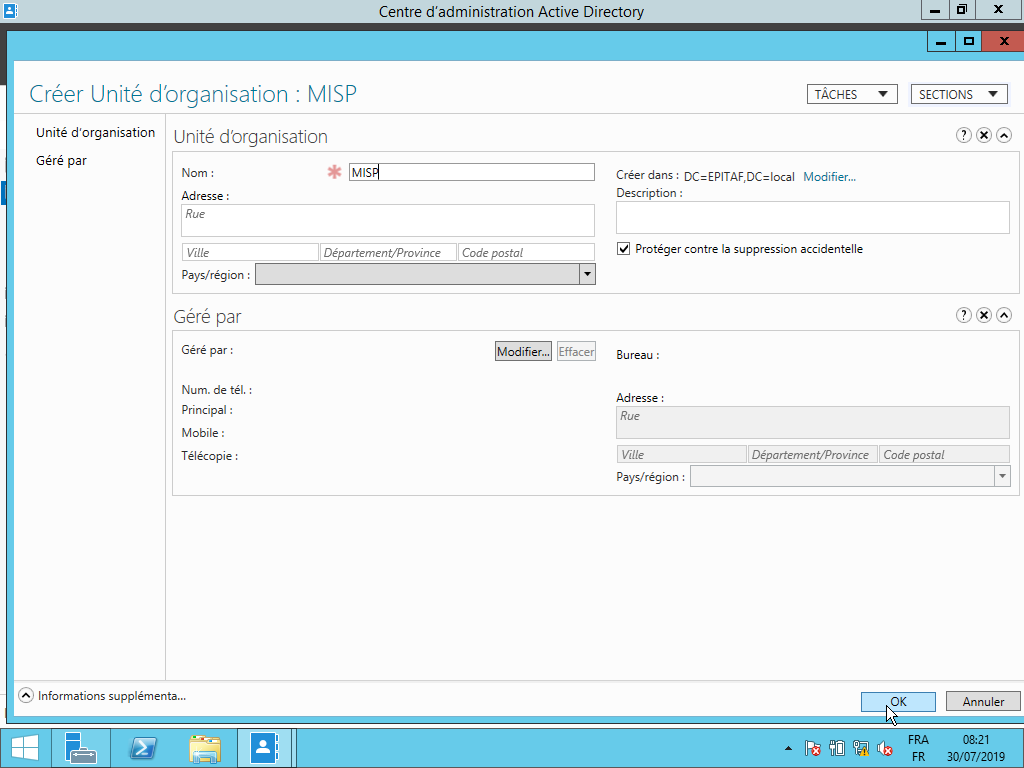 Centre d'administration Active Directory
Créer Unité d'organisation : MISP
TÂCHES
SECTIONS
Unité d'organisation
Géré par
Unité d'organisation
Nom :
MISP
Adresse :
Rue
Ville
Département/Province
Code postal
Pays/région :
Créer dans : DC=EPITAF,DC=local Modifier...
Description :
Protéger contre la suppression accidentelle
Géré par
Géré par :
Modifier...
Effacer
Num. de tél. :
Principal :
Mobile :
Télécopie :
Bureau :
Adresse :
Rue
Ville
Département/Province
Code postal
Pays/région :
Informations supplémenta...
OK
Annuler
FRA
FR
08:21
30/07/2019